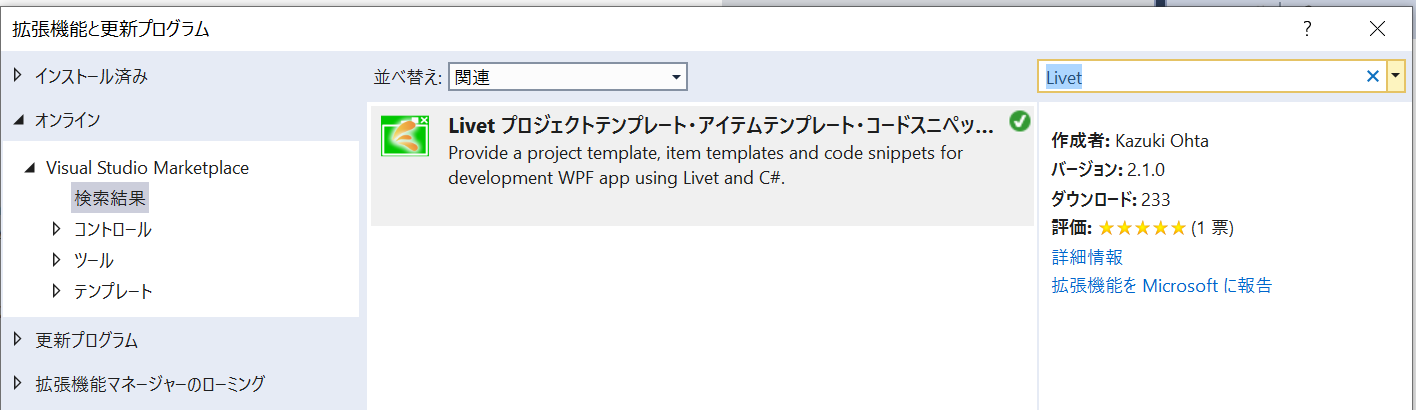 拡張機能と更新プログラム
?
インストール済み
オンライン
Visual Studio Marketplace
検索結果
コントロール
ツール
テンプレート
更新プログラム
拡張機能マネージャーのローミング
並べ替え: 関連
Livet プロジェクトテンプレート・アイテムテンプレート・コードスニペッ...
Provide a project template, item templates and code snippets for
development WPF app using Livet and C#.
Livet
作成者: Kazuki Ohta
バージョン: 2.1.0
ダウンロード: 233
評価: ★★★★★ (1 票)
詳細情報
拡張機能を Microsoft に報告